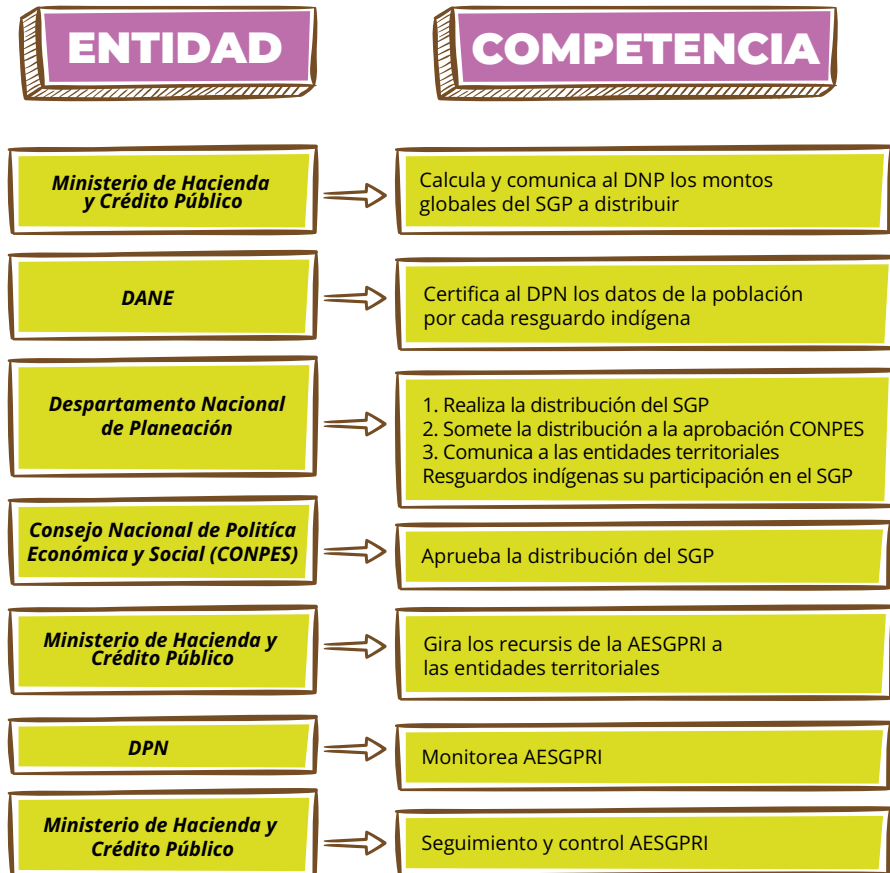 ENTIDAD
COMPETENCIA
Ministerio de Hacienda
y Crédito Público
Calcula y comunica al DNP los montos
globales del SGP a distribuir
DANE
Certifica al DPN los datos de la población
por cada resguardo indígena
Despartamento Nacional
de Planeación
1. Realiza la distribución del SGP
2. Somete la distribución a la aprobación CONPES
3. Comunica a las entidades territoriales
Resguardos indígenas su participación en el SGP
Consejo Nacional de Politíca
Económica y Social (CONPES)
Aprueba la distribución del SGP
Ministerio de Hacienda y
Crédito Público
Gira los recursis de la AESGPRI a
las entidades territoriales
DPN
Monitorea AESGPRI
Ministerio de Hacienda y
Crédito Público
Seguimiento y control AESGPRI